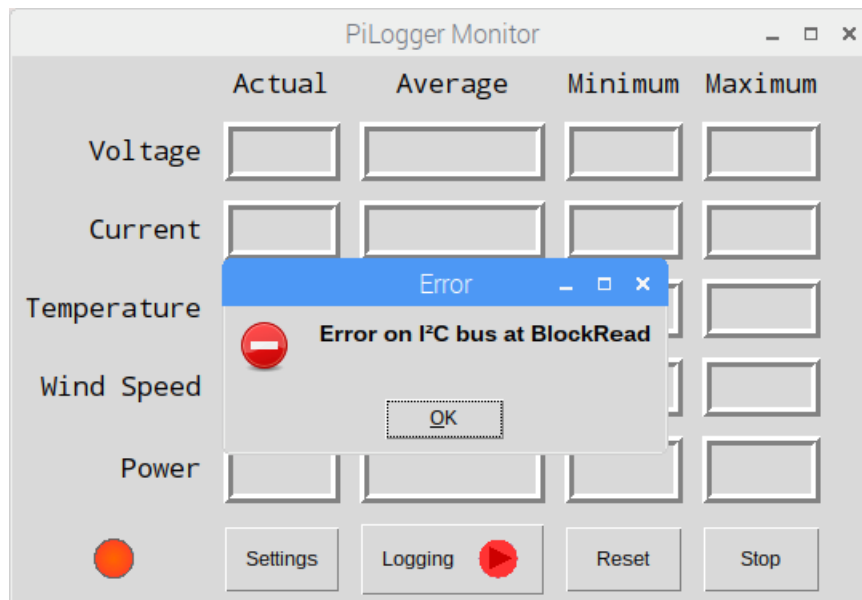 PiLogger Monitor
Actual Average Minimum Maximum
Voltage
Current
Error
Temperature
Error on I²C bus at BlockRead
Wind Speed
OK
Power
Settings Logging Reset Stop